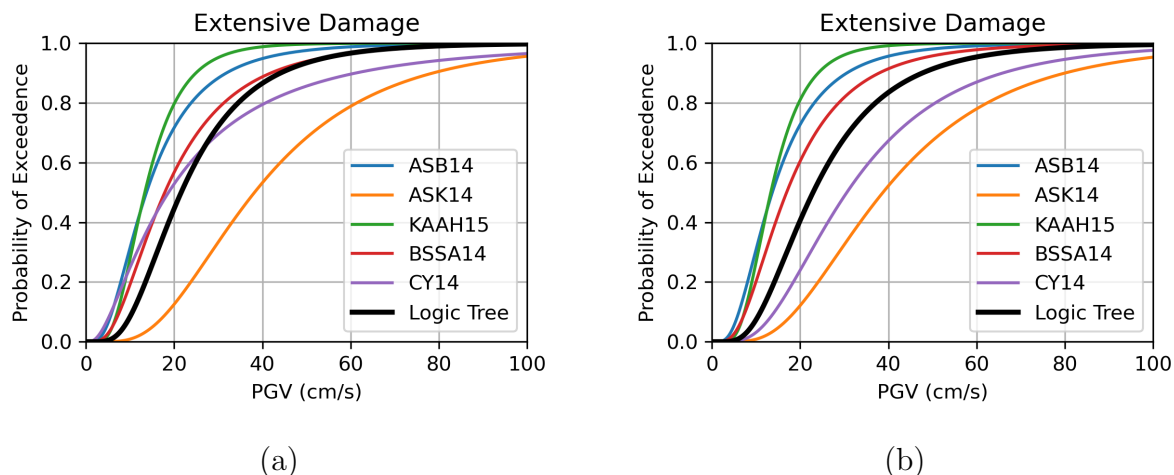 Extensive Damage
Probability of Exceedence
1.0
0.8
0.6
0.4
0.2
0.0
0 20 40 60 80 100
PGV (cm/s)
ASB14
ASK14
KAAH15
BSSA14
CY14
Logic Tree
(a)
Extensive Damage
Probability of Exceedence
1.0
0.8
0.6
0.4
0.2
0.0
0 20 40 60 80 100
PGV (cm/s)
ASB14
ASK14
KAAH15
BSSA14
CY14
Logic Tree
(b)